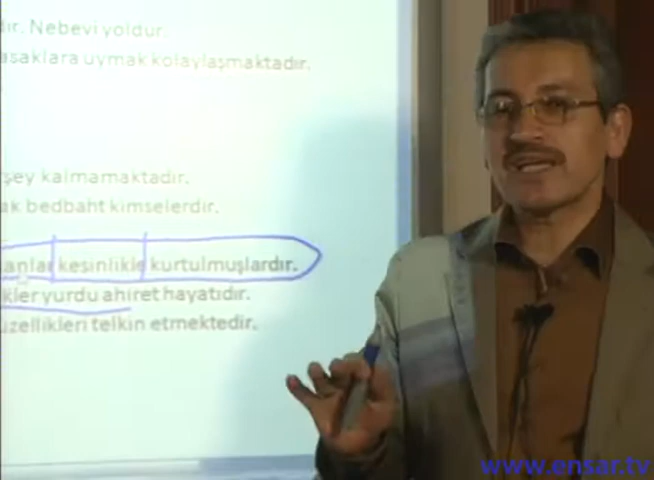 dır. Nebevi yoldur.
asaklara uymak kolaylaşmaktadır.
şey kalmamaktadır.
ak bedbaht kimselerdir.
kesinlikle kurtulmuşlardır.
kler yurdu ahiret hayatıdır.
üzellikleri telkin etmektedir.
www.ensar.tv